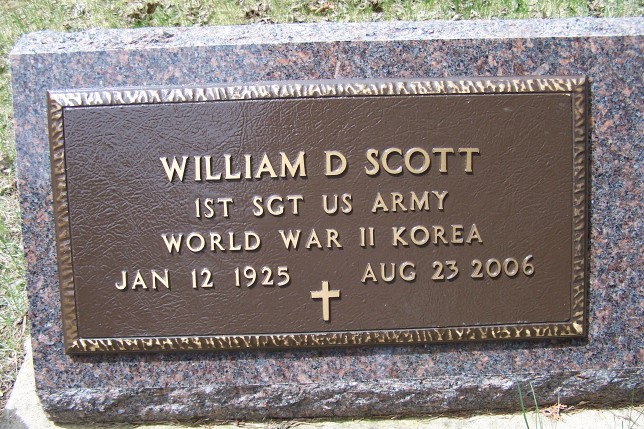 WILLIAM D SCOTT
1ST SGT US ARMY
WORLD WAR II KOREA
JAN 12 1925 AUG 23 2006